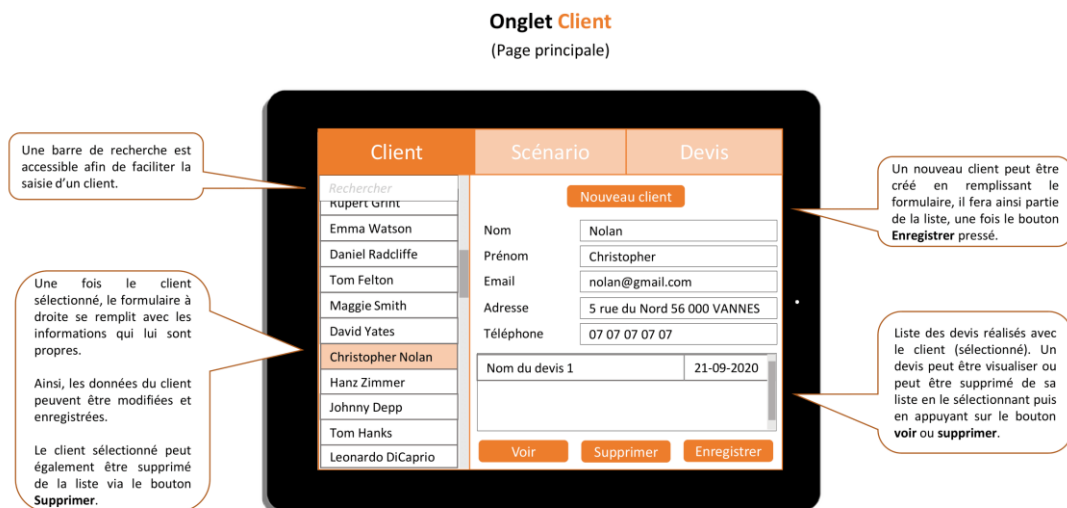 Onglet Client
(Page principale)
Une barre de recherche est
accessible afin de faciliter la
saisie d'un client.
Une fois le client
sélectionné, le formulaire à
droite se remplit avec les
informations qui lui sont
propres.
Ainsi, les données du client
peuvent être modifiées et
enregistrées.
Le client sélectionné peut
également être supprimé
de la liste via le bouton
Supprimer.
Client
Scénario
Devis
Rechercher
Rupert Grint
Emma Watson
Daniel Radcliffe
Tom Felton
Maggie Smith
David Yates
Christopher Nolan
Hanz Zimmer
Johnny Depp
Tom Hanks
Leonardo DiCaprio
Nouveau client
Nom Nolan
Prénom Christopher
Email nolan@gmail.com
Adresse 5 rue du Nord 56 000 VANNES
Téléphone 07 07 07 07 07
Nom du devis 1 21-09-2020
Voir
Supprimer
Enregistrer
Un nouveau client peut être
créé en remplissant le
formulaire, il fera ainsi partie
de la liste, une fois le bouton
Enregistrer pressé.
Liste des devis réalisés avec
le client (sélectionné). Un
devis peut être visualiser ou
peut être supprimé de sa
liste en le sélectionnant puis
en appuyant sur le bouton
voir ou supprimer.